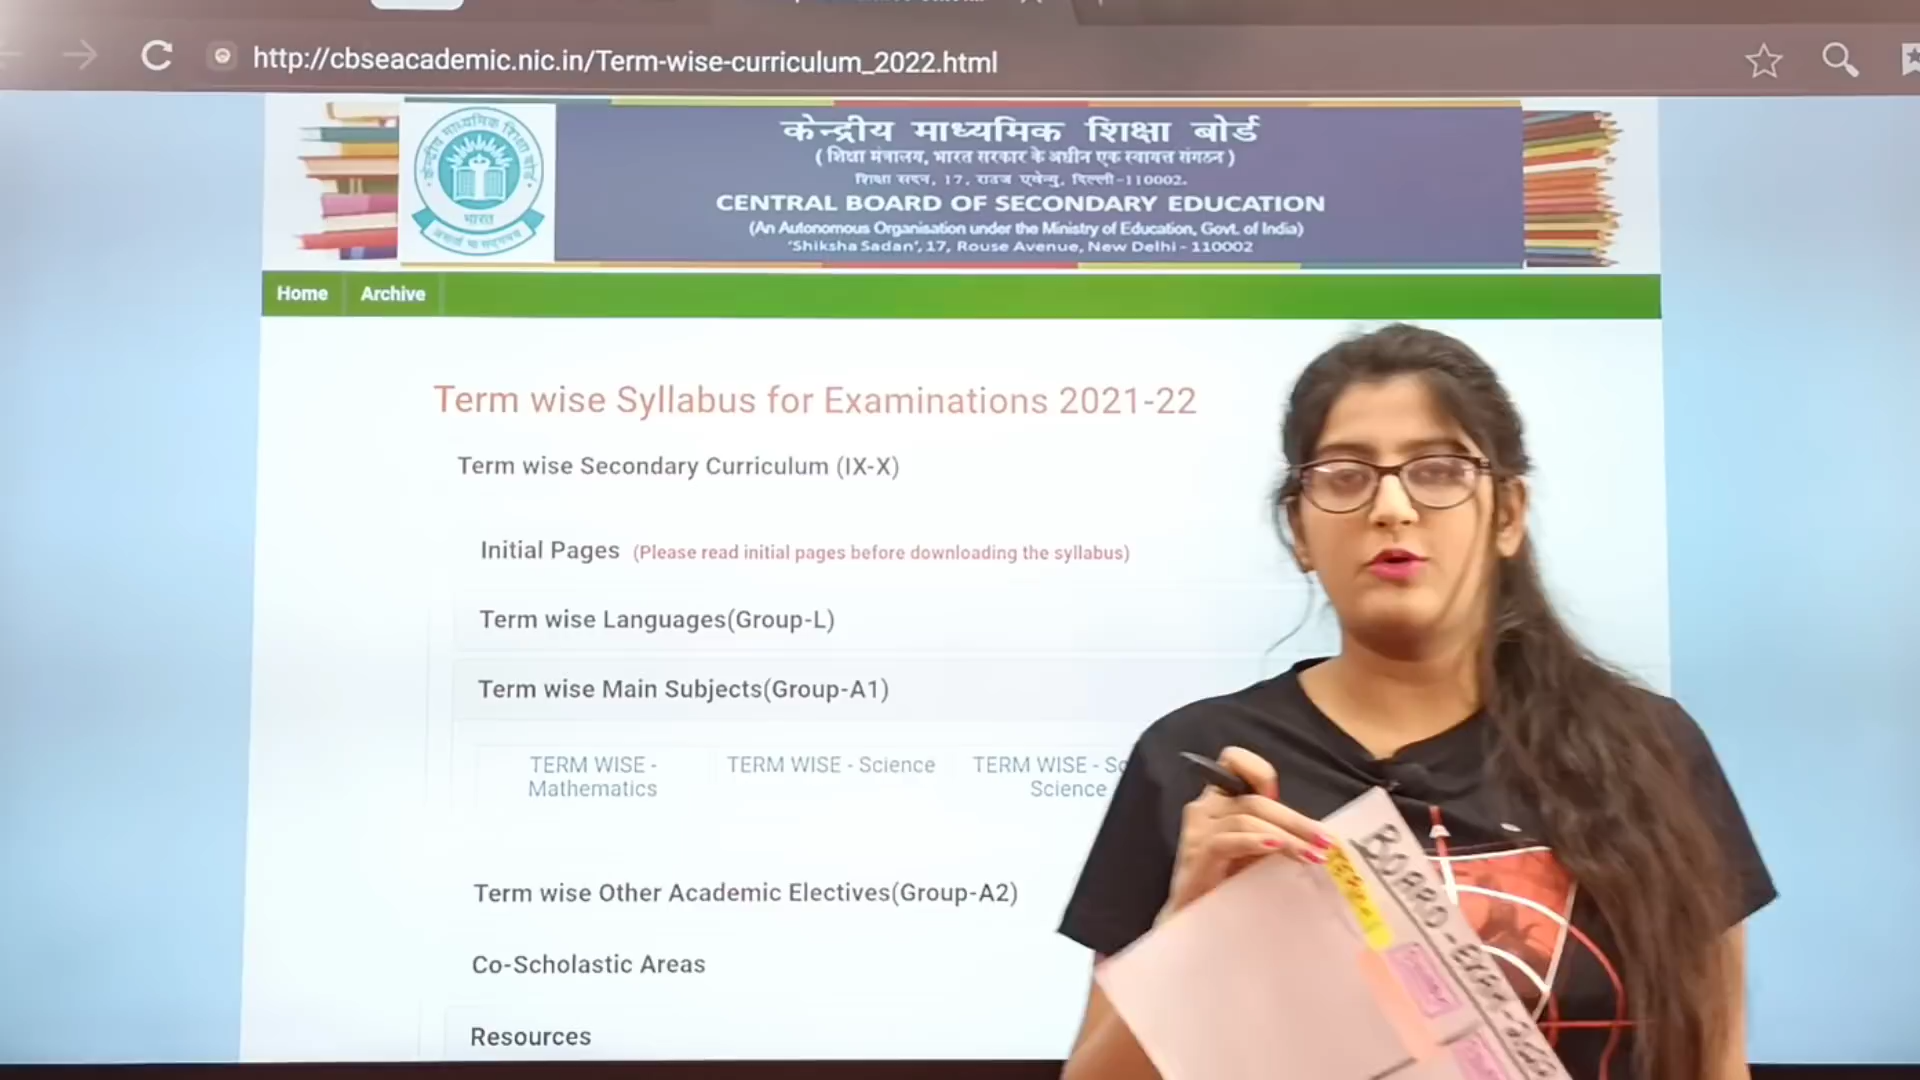 http://cbseacademic.nic.in/Term-wise-curriculum_2022.html
केन्द्रीय माध्यमिक शिक्षा बोर्ड
केन्द्रीय माध्यमिक शिक्षा बोर्ड
( शिक्षा मंत्रालय, भारत सरकार के अधीन एक स्वायत्त संगठन )
शिक्षा सदन, 17, राउज एवेन्यु, दिल्ली-110002.
भारत
CENTRAL BOARD OF SECONDARY EDUCATION
(An Autonomous Organisation under the Ministry of Education, Govt. of India)
'Shiksha Sadan', 17, Rouse Avenue, New Delhi - 110002
Home Archive
Term wise Syllabus for Examinations 2021-22
Term wise Secondary Curriculum (IX-X)
Initial Pages (Please read initial pages before downloading the syllabus)
Term wise Languages(Group-L)
Term wise Main Subjects(Group-A1)
TERM WISE -
Mathematics
TERM WISE - Science
TERM WISE - So
Science
Term wise Other Academic Electives(Group-A2)
Co-Scholastic Areas
Resources
BOARD-EXAM-